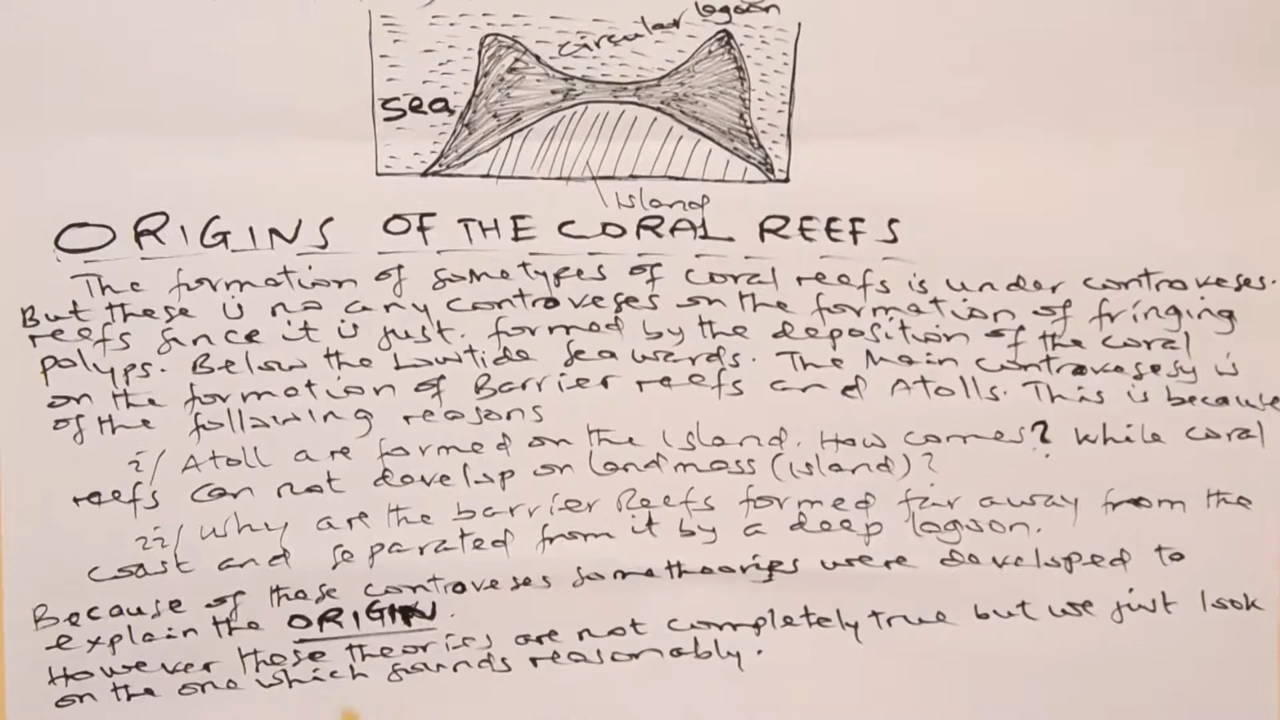 circular lagoon
sea
island
ORIGINS OF THE CORAL REEFS
The formation of some types of coral reefs is under controveses.
But these is no any controveses on the formation of fringing
reefs since it is just. formed by the deposition of the coral
polyps. Below the Lowtide sea wards. The Main controvesesy is
on the formation of Barrier reefs and Atolls. This is because
of the following reasons
i/ Atoll are formed on the island. How comes? while coral
reefs can not develop on landmass (island)?
ii/ Why are the barrier Reefs formed far away from the
coast and separated from it by a deep lagoon.
Because of these controveses some theories were developed to
explain the ORIGIN.
However these theories are not completely true but we just look
on the one which sounds reasonably.